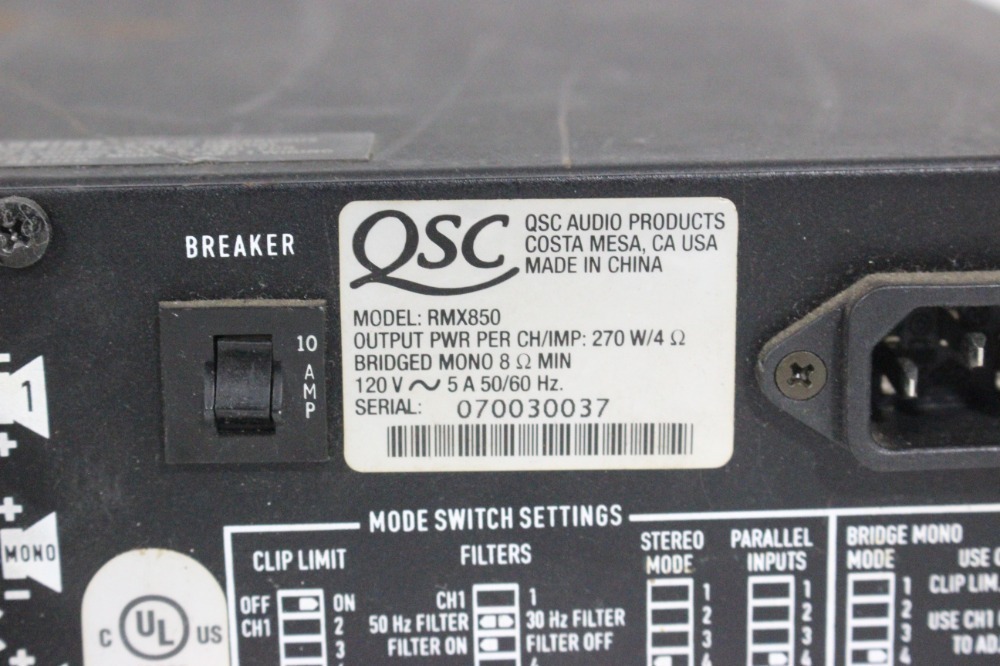 BREAKER
10
AMP
QSC
QSC AUDIO PRODUCTS
COSTA MESA, CA USA
MADE IN CHINA
MODEL: RMX850
OUTPUT PWR PER CH/IMP: 270 W/4 Ω
BRIDGED MONO 8 Ω MIN
120 V ~ 5 A 50/60 Hz.
SERIAL: 070030037
1
+
+
MONO
−
C UL US
MODE SWITCH SETTINGS
CLIP LIMIT
OFF ON
CH1 2
3
FILTERS
CH1 1
50 Hz FILTER 30 Hz FILTER
FILTER ON FILTER OFF
4
STEREO
MODE
1
2
3
4
PARALLEL
INPUTS
1
2
3
4
BRIDGE MONO
MODE
1
2
3
4
USE
CLIP LIM
USE CH1
TO AD